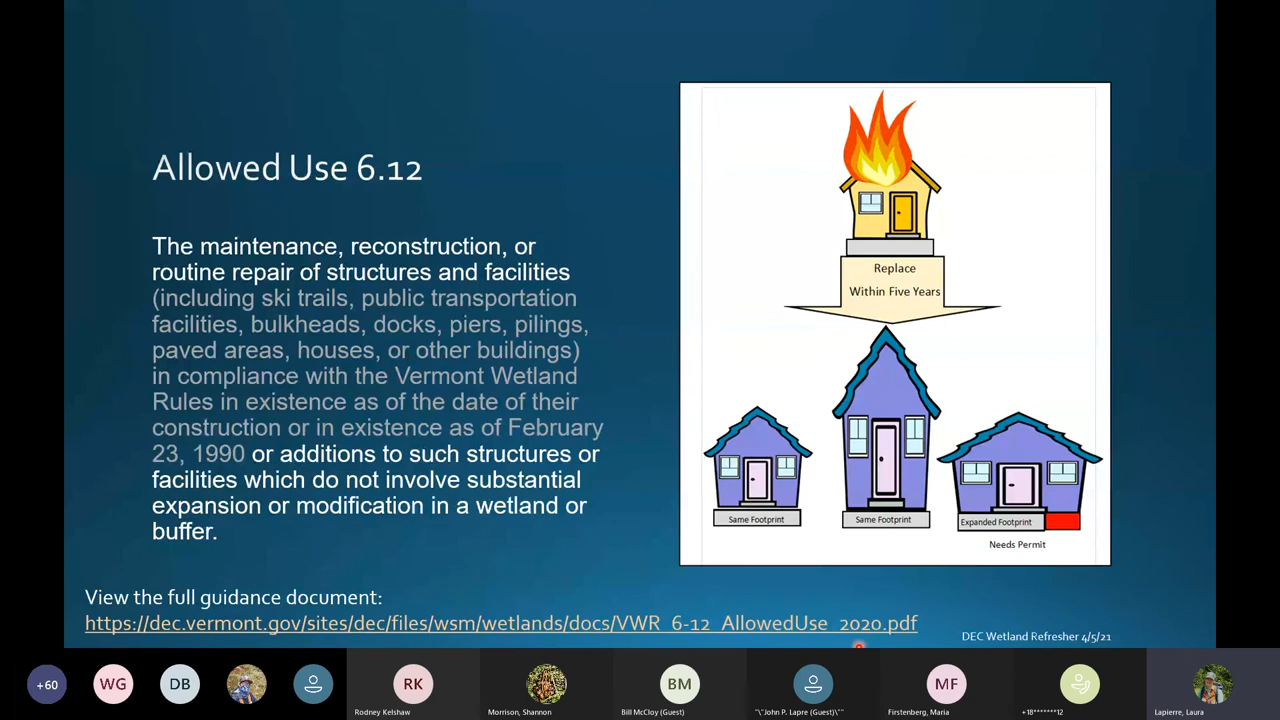 Allowed Use 6.12
The maintenance, reconstruction, or
routine repair of structures and facilities
(including ski trails, public transportation
facilities, bulkheads, docks, piers, pilings,
paved areas, houses, or other buildings)
in compliance with the Vermont Wetland
Rules in existence as of the date of their
construction or in existence as of February
23, 1990 or additions to such structures or
facilities which do not involve substantial
expansion or modification in a wetland or
buffer.
Replace
Within Five Years
Same Footprint
Same Footprint
Expanded Footprint
Needs Permit
View the full guidance document:
https://dec.vermont.gov/sites/dec/files/wsm/wetlands/docs/VWR_6-12_AllowedUse_2020.pdf
DEC Wetland Refresher 4/5/21
+60
WG
DB
RK
BM
MF
Rodney Kelshaw
Morrison, Shannon
Bill McCloy (Guest)
"\"John P. Lapre (Guest)\""
Firstenberg, Maria
+18*******12
Lapierre, Laura